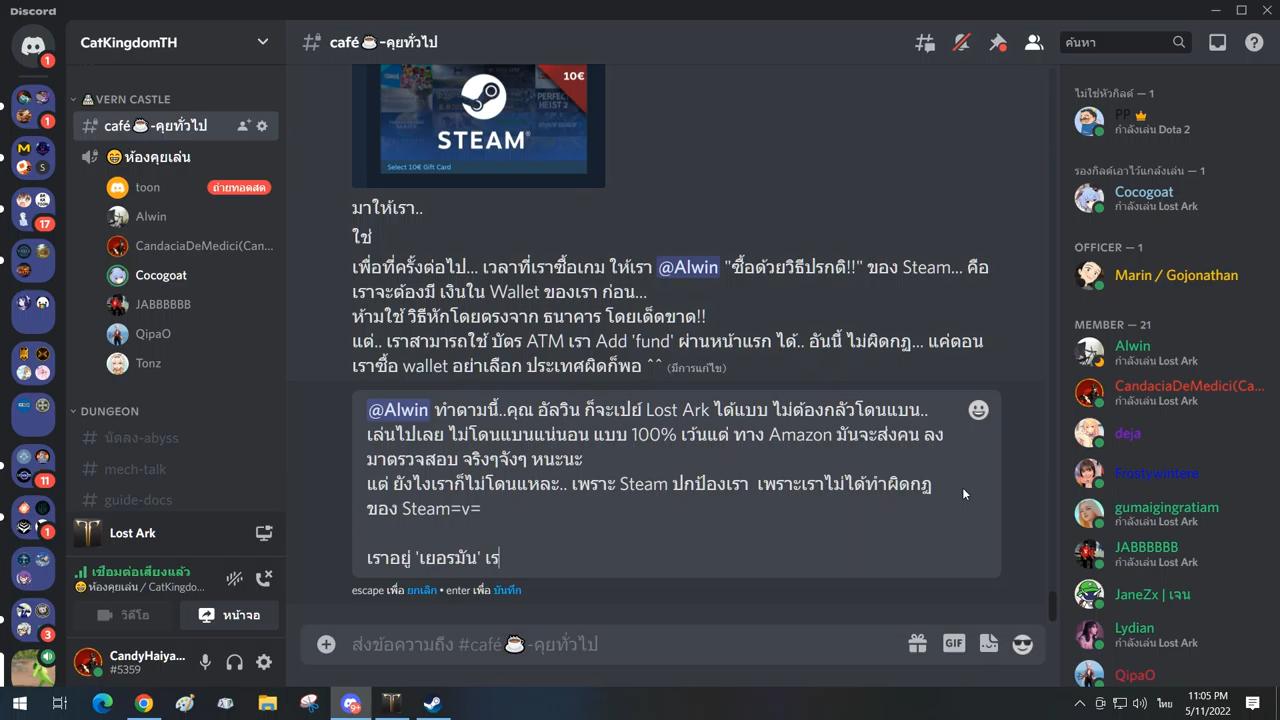 Discord
CatKingdomTH
café☕-คุยทั่วไป
ค้นหา
1
1
17
11
1
3
VERN CASTLE
café☕-คุยทั่วไป
😁ห้องคุยเล่น
toon
ถ่ายทอดสด
Alwin
CandaciaDeMedici(Can...
Cocogoat
JABBBBBB
QipaO
Tonz
DUNGEON
นัดลง-abyss
mech-talk
guide-docs
Lost Ark
เชื่อมต่อเสียงแล้ว
😁 ห้องคุยเล่น / CatKingdo...
วิดีโอ
หน้าจอ
CandyHaiya...
#5359
10€
PERFECT
HEIST 2
STEAM®
Select 10€ Gift Card
มาให้เรา..
ใช่
เพื่อที่ครั้งต่อไป... เวลาที่เราซื้อเกม ให้เรา @Alwin "ซื้อด้วยวิธีปรกติ!!" ของ Steam... คือ
เราจะต้องมี เงินใน Wallet ของเรา ก่อน...
ห้ามใช้ วิธีหักโดยตรงจาก ธนาคาร โดยเด็ดขาด!!
แต่.. เราสามารถใช้ บัตร ATM เรา Add 'fund' ผ่านหน้าแรก ได้.. อันนี้ ไม่ผิดกฏ... แค่ตอน
เราซื้อ wallet อย่าเลือก ประเทศผิดก็พอ ^^ (มีการแก้ไข)
@Alwin ทำตามนี้..คุณ อัลวิน ก็จะเปย์ Lost Ark ได้แบบ ไม่ต้องกลัวโดนแบน..
เล่นไปเลย ไม่โดนแบนแน่นอน แบบ 100% เว้นแต่ ทาง Amazon มันจะส่งคน ลง
มาตรวจสอบ จริงๆจังๆ หนะนะ
แต่ ยังไงเราก็ไม่โดนแหละ.. เพราะ Steam ปกป้องเรา เพราะเราไม่ได้ทำผิดกฏ
ของ Steam=v=
เราอยู่ 'เยอรมัน' เร
escape เพื่อ ยกเลิก • enter เพื่อ บันทึก
ส่งข้อความถึง #café☕-คุยทั่วไป
GIF
ไม่ใช่หัวกิลด์ — 1
PP
กำลังเล่น Dota 2
รองกิลด์เอาไว้แกล้งเล่น — 1
Cocogoat
กำลังเล่น Lost Ark
OFFICER — 1
Marin / Gojonathan
MEMBER — 21
Alwin
กำลังเล่น Lost Ark
CandaciaDeMedici(Ca...
กำลังเล่น Lost Ark
deja
Frostywintere
gumaigingratiam
กำลังเล่น Lost Ark
JABBBBBB
กำลังเล่น Lost Ark
JaneZx | เจน
Lydian
กำลังเล่น Lost Ark
QipaO
9+
ไทย
11:05 PM
5/11/2022